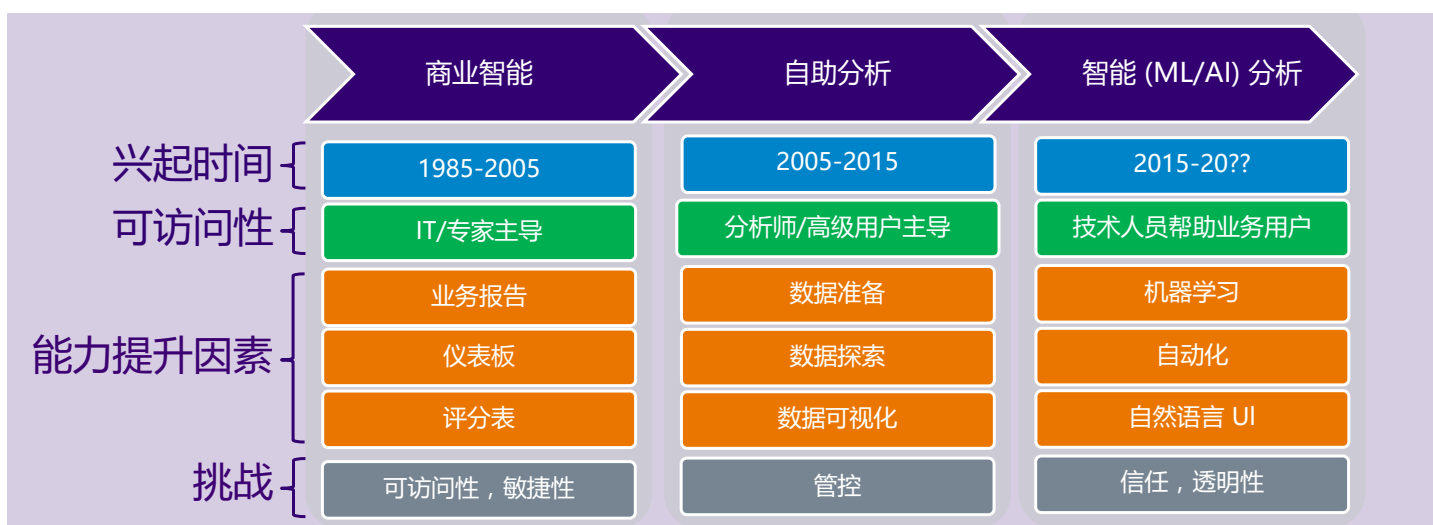 商业智能
自助分析
智能 (ML/AI) 分析
兴起时间
1985-2005
2005-2015
2015-20??
可访问性
IT/专家主导
分析师/高级用户主导
技术人员帮助业务用户
能力提升因素
业务报告
数据准备
机器学习
仪表板
数据探索
自动化
评分表
数据可视化
自然语言 UI
挑战
可访问性，敏捷性
管控
信任，透明性